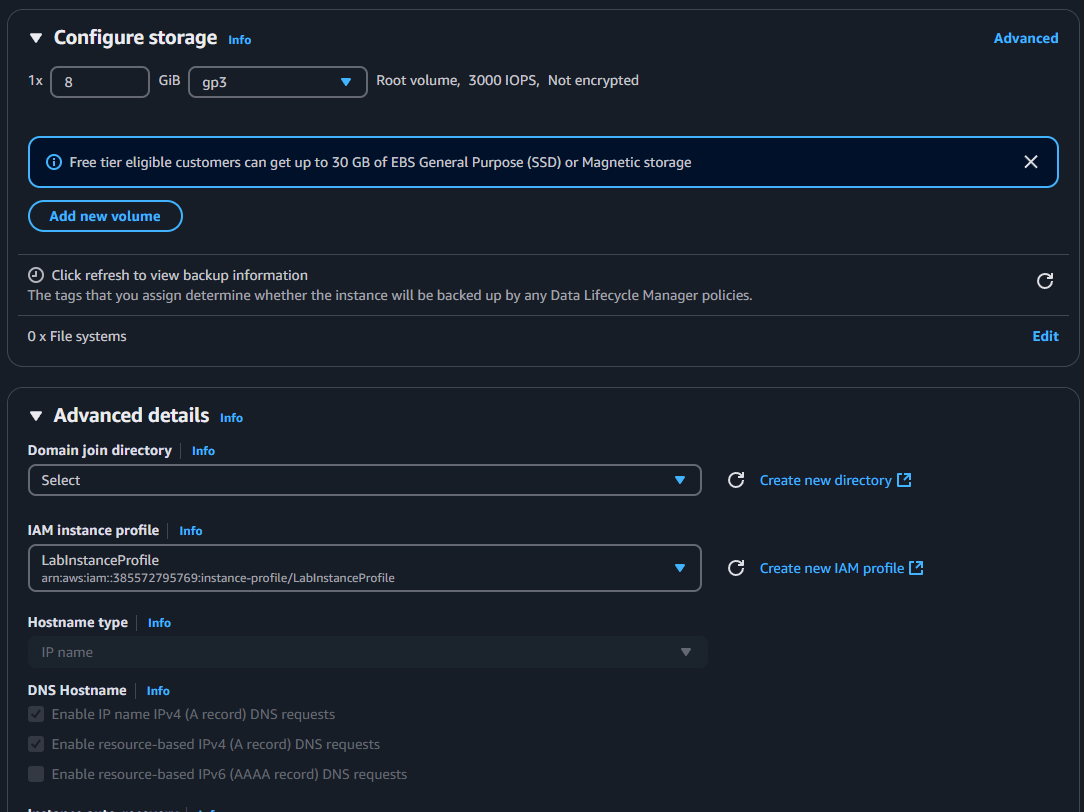 Configure storage Info Advanced
1x 8 GiB gp3 Root volume, 3000 IOPS, Not encrypted
Free tier eligible customers can get up to 30 GB of EBS General Purpose (SSD) or Magnetic storage
Add new volume
Click refresh to view backup information
The tags that you assign determine whether the instance will be backed up by any Data Lifecycle Manager policies.
0 x File systems Edit
Advanced details Info
Domain join directory Info
Select Create new directory
IAM instance profile Info
LabInstanceProfile
arn:aws:iam::385572795769:instance-profile/LabInstanceProfile
Create new IAM profile
Hostname type Info
IP name
DNS Hostname Info
Enable IP name IPv4 (A record) DNS requests
Enable resource-based IPv4 (A record) DNS requests
Enable resource-based IPv6 (AAAA record) DNS requests